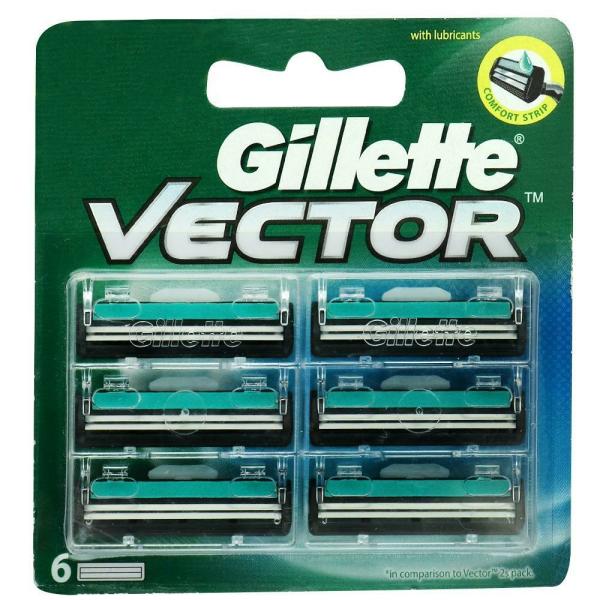 with lubricants
COMFORT STRIP
Gillette®
VECTOR™
Gillette
Gillette
6
*in comparison to Vector™ 2s pack.